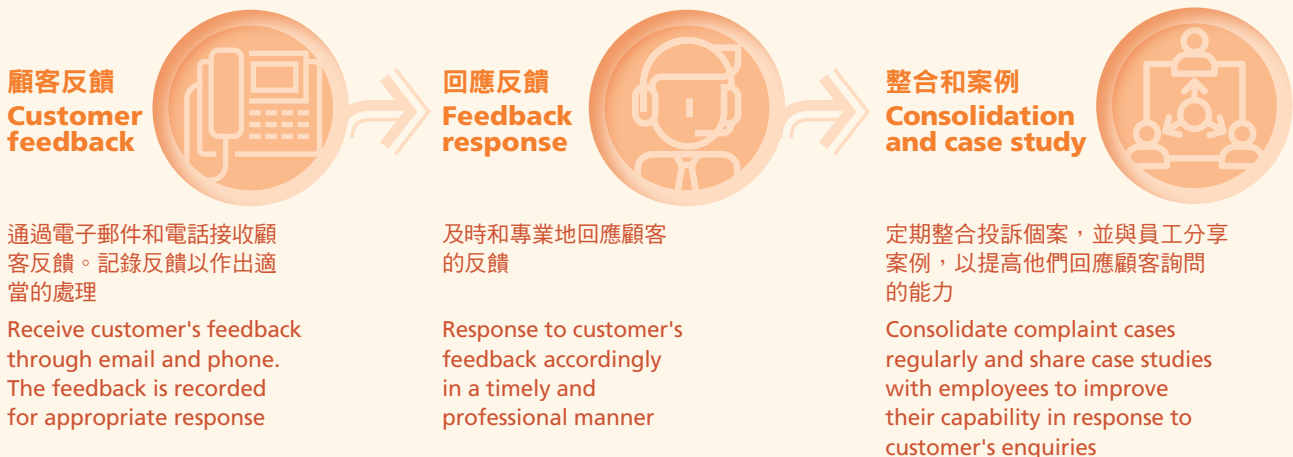 顧客反饋
Customer
feedback
通過電子郵件和電話接收顧
客反饋。記錄反饋以作出適
當的處理
Receive customer's feedback
through email and phone.
The feedback is recorded
for appropriate response
回應反饋
Feedback
response
及時和專業地回應顧客
的反饋
Response to customer's
feedback accordingly
in a timely and
professional manner
整合和案例
Consolidation
and case study
定期整合投訴個案，並與員工分享
案例，以提高他們回應顧客詢問
的能力
Consolidate complaint cases
regularly and share case studies
with employees to improve
their capability in response to
customer's enquiries